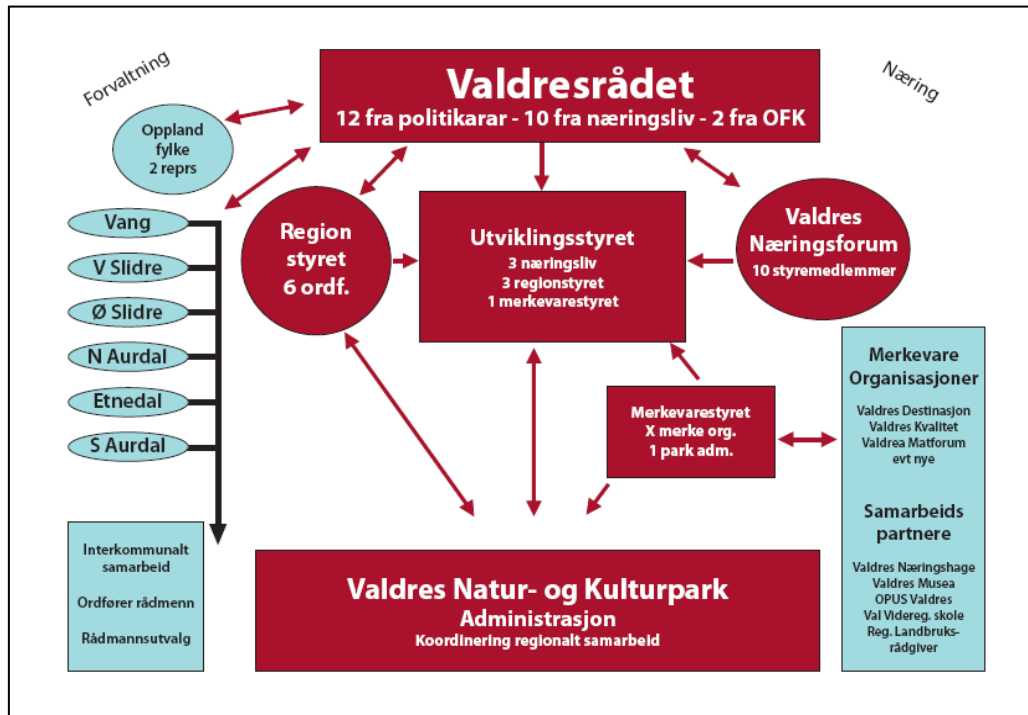 Forvaltning
Næring
Valdresrådet
12 fra politikarar - 10 fra næringsliv - 2 fra OFK
Oppland
fylke
2 reprs
Vang
V Slidre
Ø Slidre
N Aurdal
Etnedal
S Aurdal
Region
styret
6 ordf.
Utviklingsstyret
3 næringsliv
3 regionstyret
1 merkevarestyret
Valdres
Næringsforum
10 styremedlemmer
Merkevarestyret
X merke org.
1 park adm.
Merkevare
Organisasjoner
Valdres Destinasjon
Valdres Kvalitet
Valdrea Matforum
evt nye
Samarbeids
partnere
Valdres Næringshage
Valdres Musea
OPUS Valdres
Val Videreg. skole
Reg. Landbruks-
rådgiver
Interkommunalt
samarbeid
Ordfører rådmenn
Rådmannsutvalg
Valdres Natur- og Kulturpark
Administrasjon
Koordinering regionalt samarbeid